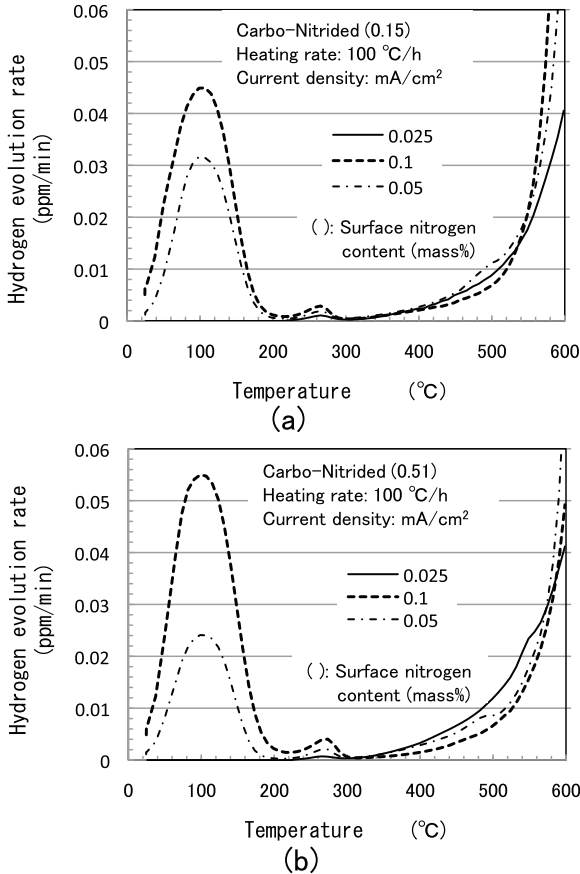 0.06
0.05
0.04
0.03
0.02
0.01
0
Hydrogen evolution rate
(ppm/min)
Carbo-Nitrided (0.15)
Heating rate: 100 ℃/h
Current density: mA/cm²
0.025
0.1
0.05
( ): Surface nitrogen
content (mass%)
0 100 200 300 400 500 600
Temperature (℃)
(a)
0.06
0.05
0.04
0.03
0.02
0.01
0
Hydrogen evolution rate
(ppm/min)
Carbo-Nitrided (0.51)
Heating rate: 100 ℃/h
Current density: mA/cm²
0.025
0.1
0.05
( ): Surface nitrogen
content (mass%)
0 100 200 300 400 500 600
Temperature (℃)
(b)